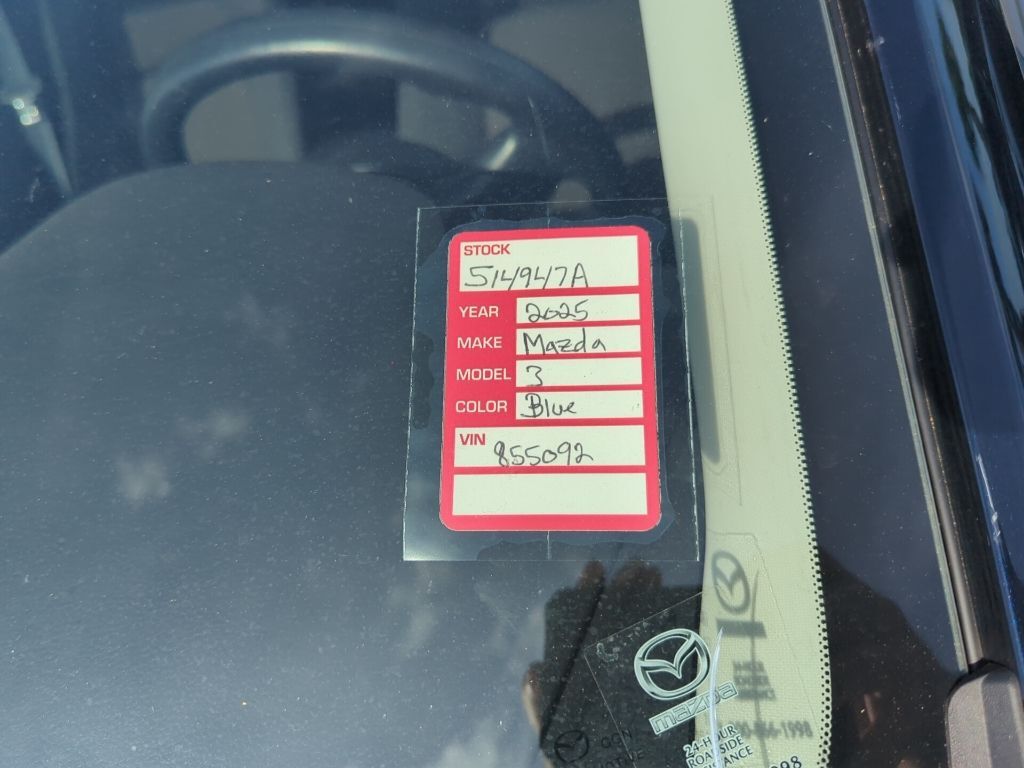 STOCK
514947A
YEAR 2025
MAKE Mazda
MODEL 3
COLOR Blue
VIN
855092
mazda
24-HOUR
ROADSIDE